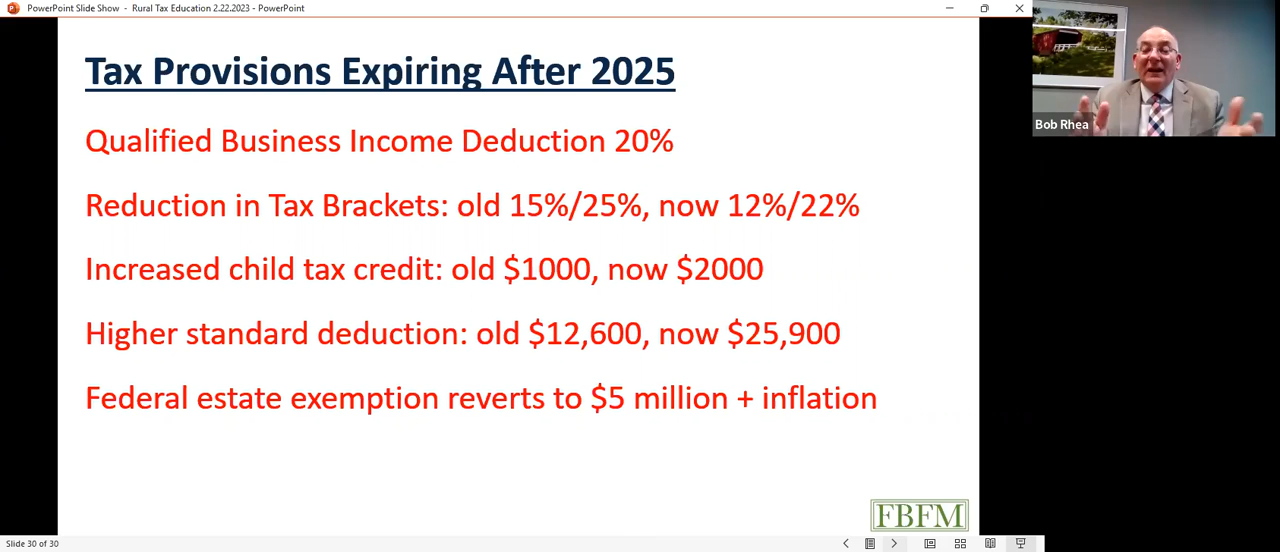 PowerPoint Slide Show - Rural Tax Education 2.22.2023 - PowerPoint
Tax Provisions Expiring After 2025
Qualified Business Income Deduction 20%
Reduction in Tax Brackets: old 15%/25%, now 12%/22%
Increased child tax credit: old $1000, now $2000
Higher standard deduction: old $12,600, now $25,900
Federal estate exemption reverts to $5 million + inflation
FBFM
Bob Rhea
Slide 30 of 30